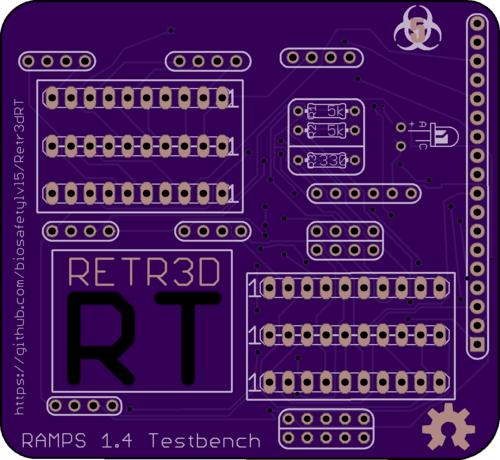 5
1
5K
A
+
5K
C
1
330
1
https://github.com/biosafetylvl5/Retr3dRT
RETR3D
RT
1
1
1
RAMPS 1.4 Testbench